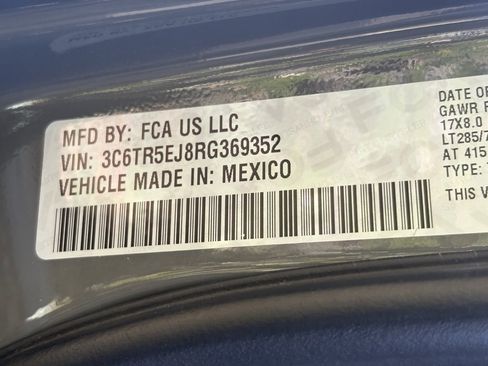 MFD BY: FCA US LLC
VIN: 3C6TR5EJ8RG369352
VEHICLE MADE IN: MEXICO
DATE OF
GAWR
17X8.0
LT285/7
AT 415
TYPE:
THIS V